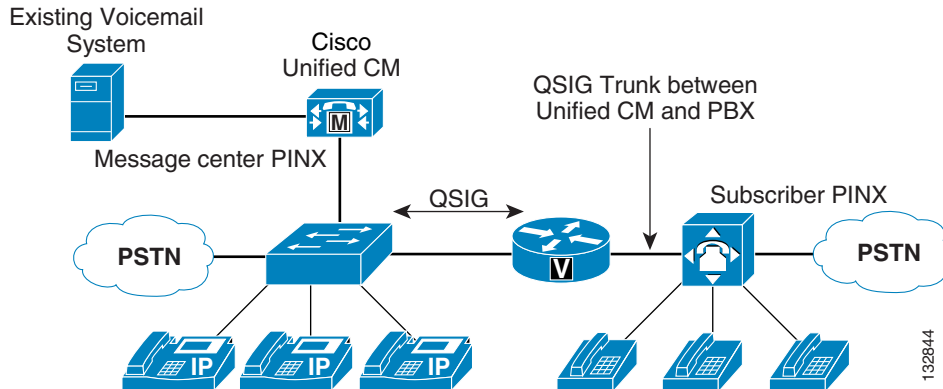 Existing Voicemail
System
Cisco
Unified CM
M
Message center PINX
QSIG Trunk between
Unified CM and PBX
QSIG
Subscriber PINX
PSTN
V
PSTN
IP
IP
IP
132844